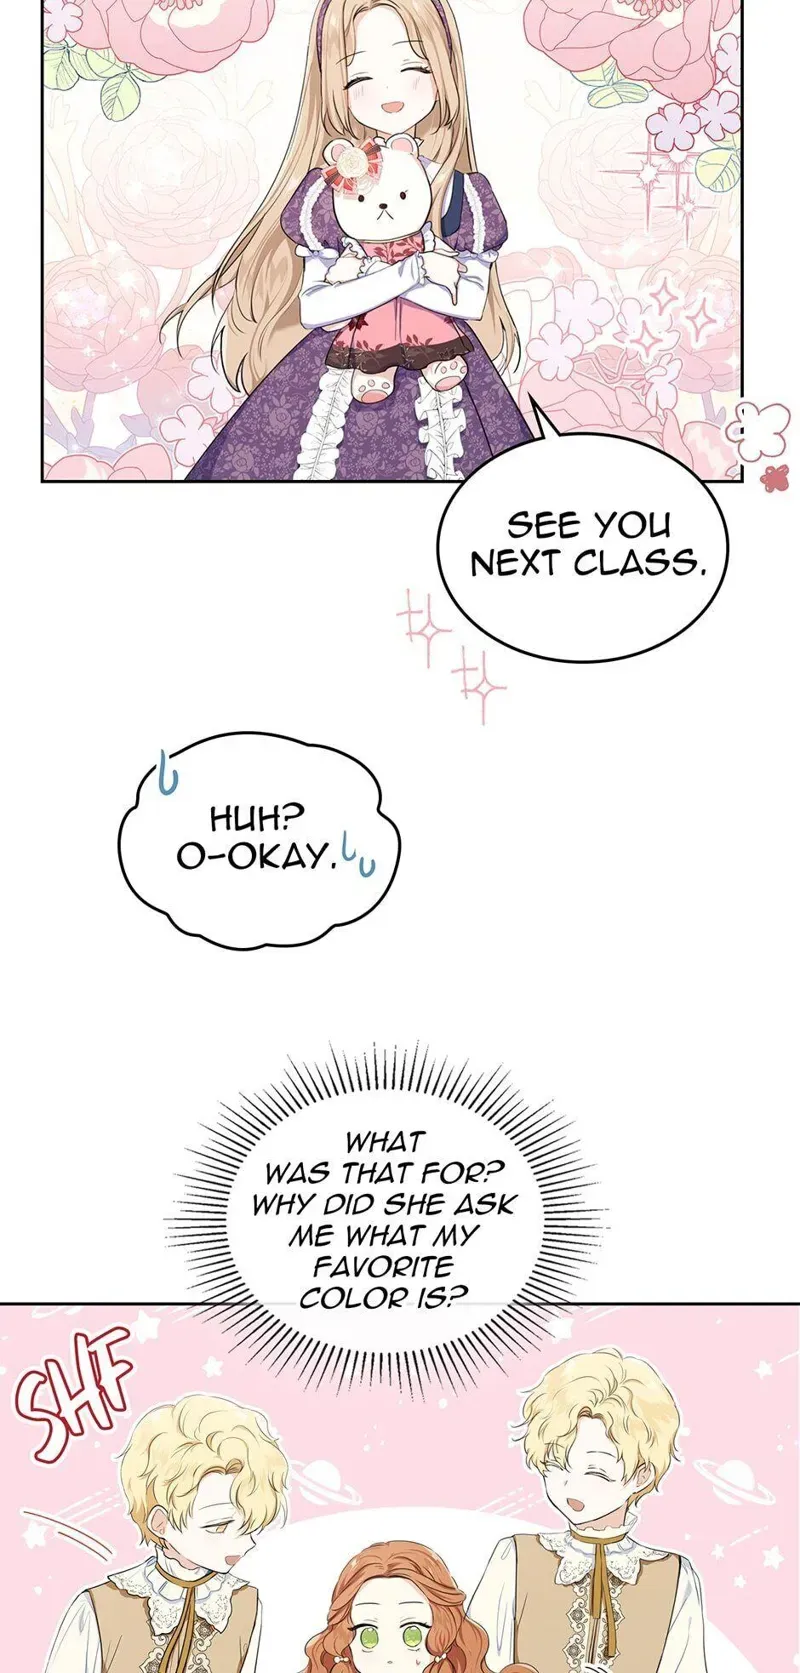 SEE YOU
NEXT CLASS.
HUH?
O-OKAY.
WHAT
WAS THAT FOR?
WHY DID SHE ASK
ME WHAT MY
FAVORITE
COLOR IS?
SHF